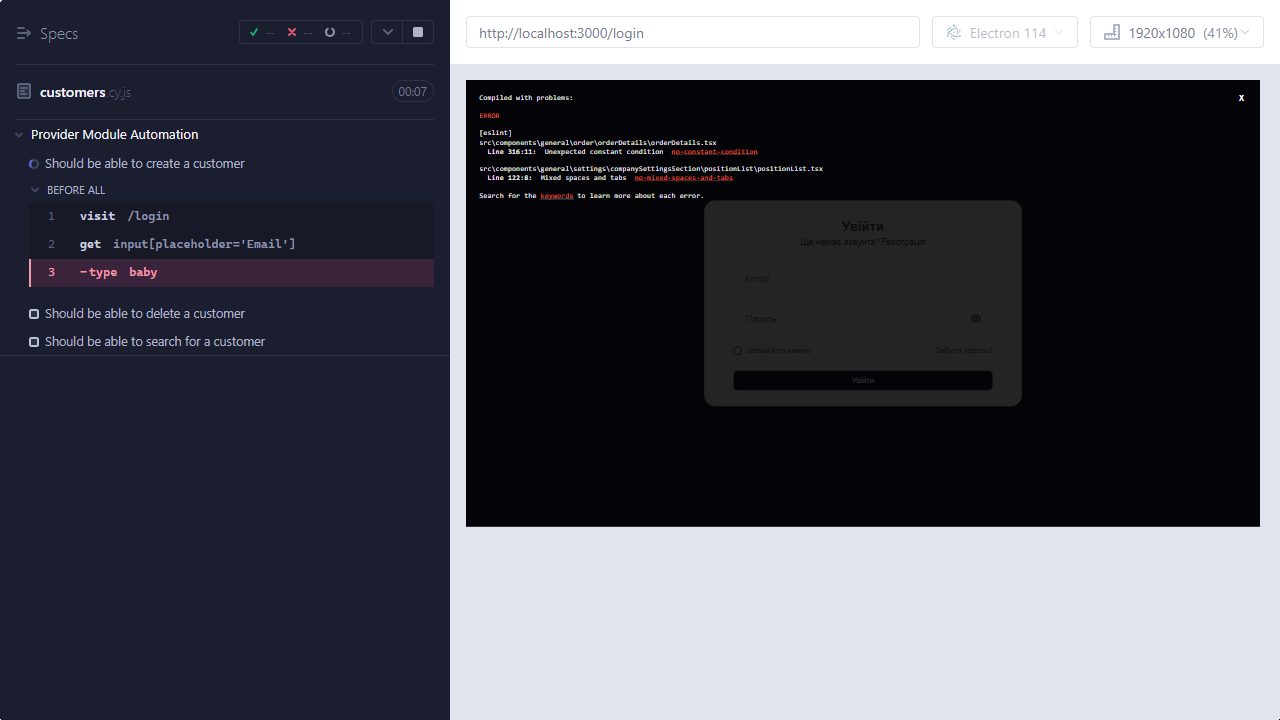 Specs
-- -- --
customers.cy.js
00:07
Provider Module Automation
Should be able to create a customer
BEFORE ALL
1 visit /login
2 get input[placeholder='Email']
3 -type baby
Should be able to delete a customer
Should be able to search for a customer
http://localhost:3000/login
Electron 114
1920x1080 (41%)
Compiled with problems:
X
ERROR
[eslint]
src\components\general\order\orderDetails\orderDetails.tsx
Line 316:11: Unexpected constant condition no-constant-condition
src\components\general\settings\companySettingsSection\positionList\positionList.tsx
Line 122:8: Mixed spaces and tabs no-mixed-spaces-and-tabs
Search for the keywords to learn more about each error.
Увійти
Ще немає акаунта? Реєстрація
Email
Пароль
Запам'ятати мене
Забули пароль?
Увійти